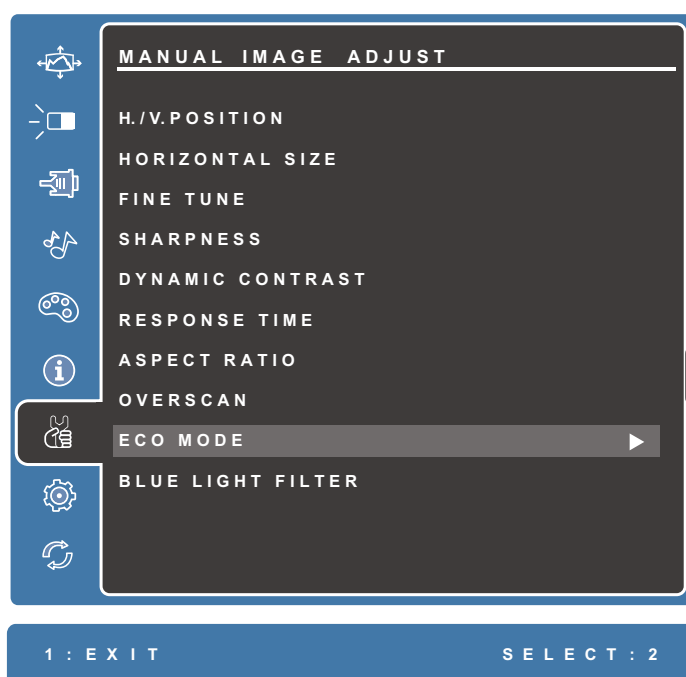 MANUAL IMAGE ADJUST
H./V. POSITION
HORIZONTAL SIZE
FINE TUNE
SHARPNESS
DYNAMIC CONTRAST
RESPONSE TIME
ASPECT RATIO
OVERSCAN
ECO MODE
BLUE LIGHT FILTER
1 : EXIT SELECT : 2